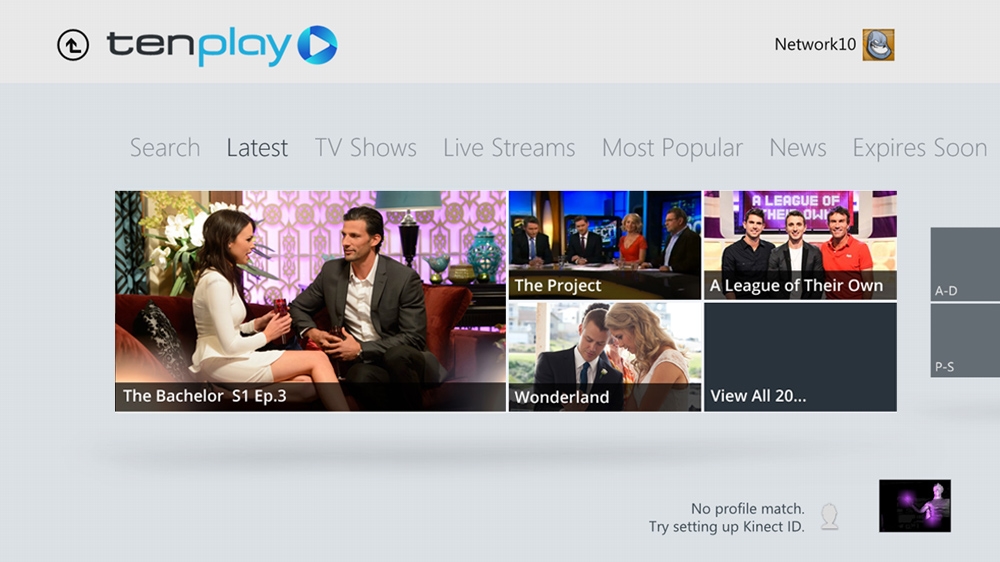 tenplay
Network10
Search Latest TV Shows Live Streams Most Popular News Expires Soon
A LEAGUE OF
THEIR OWN
The Project
A League of Their Own
A-D
The Bachelor S1 Ep.3
Wonderland
View All 20...
P-S
No profile match.
Try setting up Kinect ID.